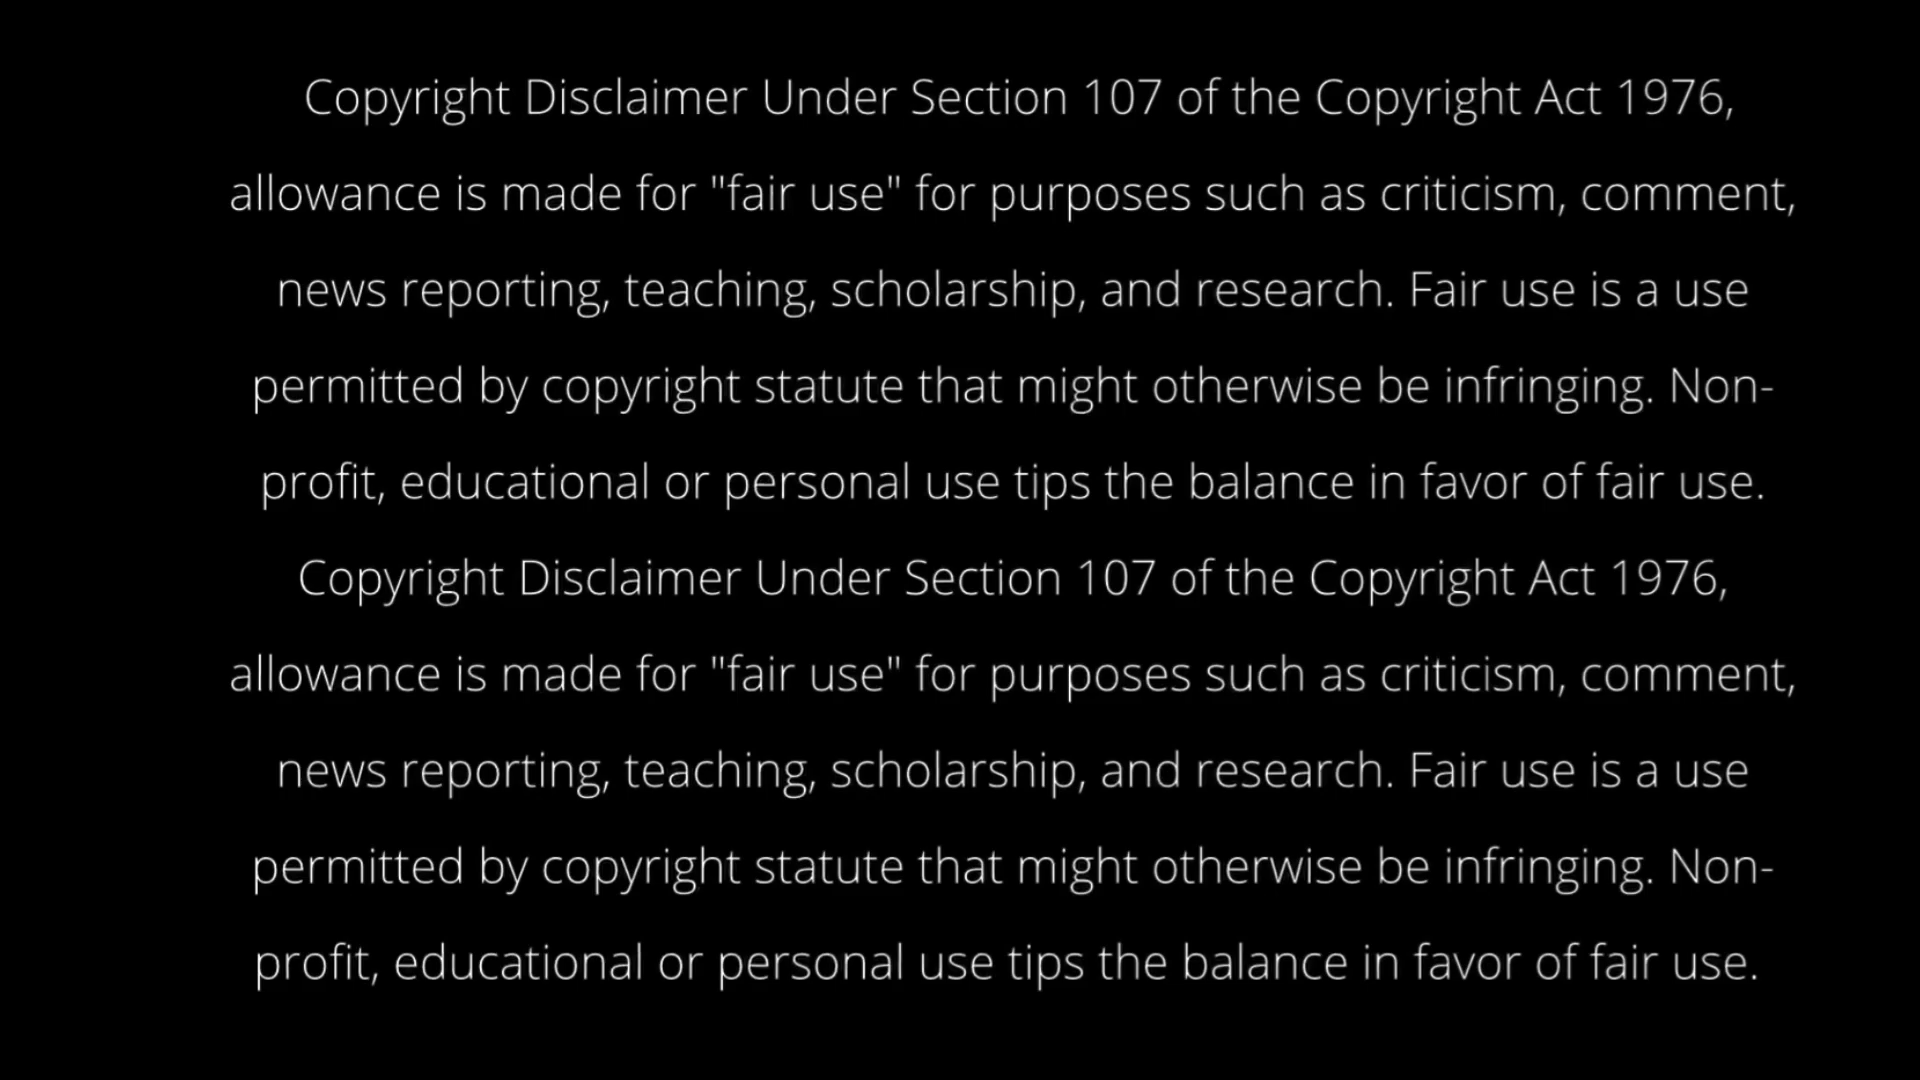 Copyright Disclaimer Under Section 107 of the Copyright Act 1976,
allowance is made for "fair use" for purposes such as criticism, comment,
news reporting, teaching, scholarship, and research. Fair use is a use
permitted by copyright statute that might otherwise be infringing. Non-
profit, educational or personal use tips the balance in favor of fair use.
Copyright Disclaimer Under Section 107 of the Copyright Act 1976,
allowance is made for "fair use" for purposes such as criticism, comment,
news reporting, teaching, scholarship, and research. Fair use is a use
permitted by copyright statute that might otherwise be infringing. Non-
profit, educational or personal use tips the balance in favor of fair use.